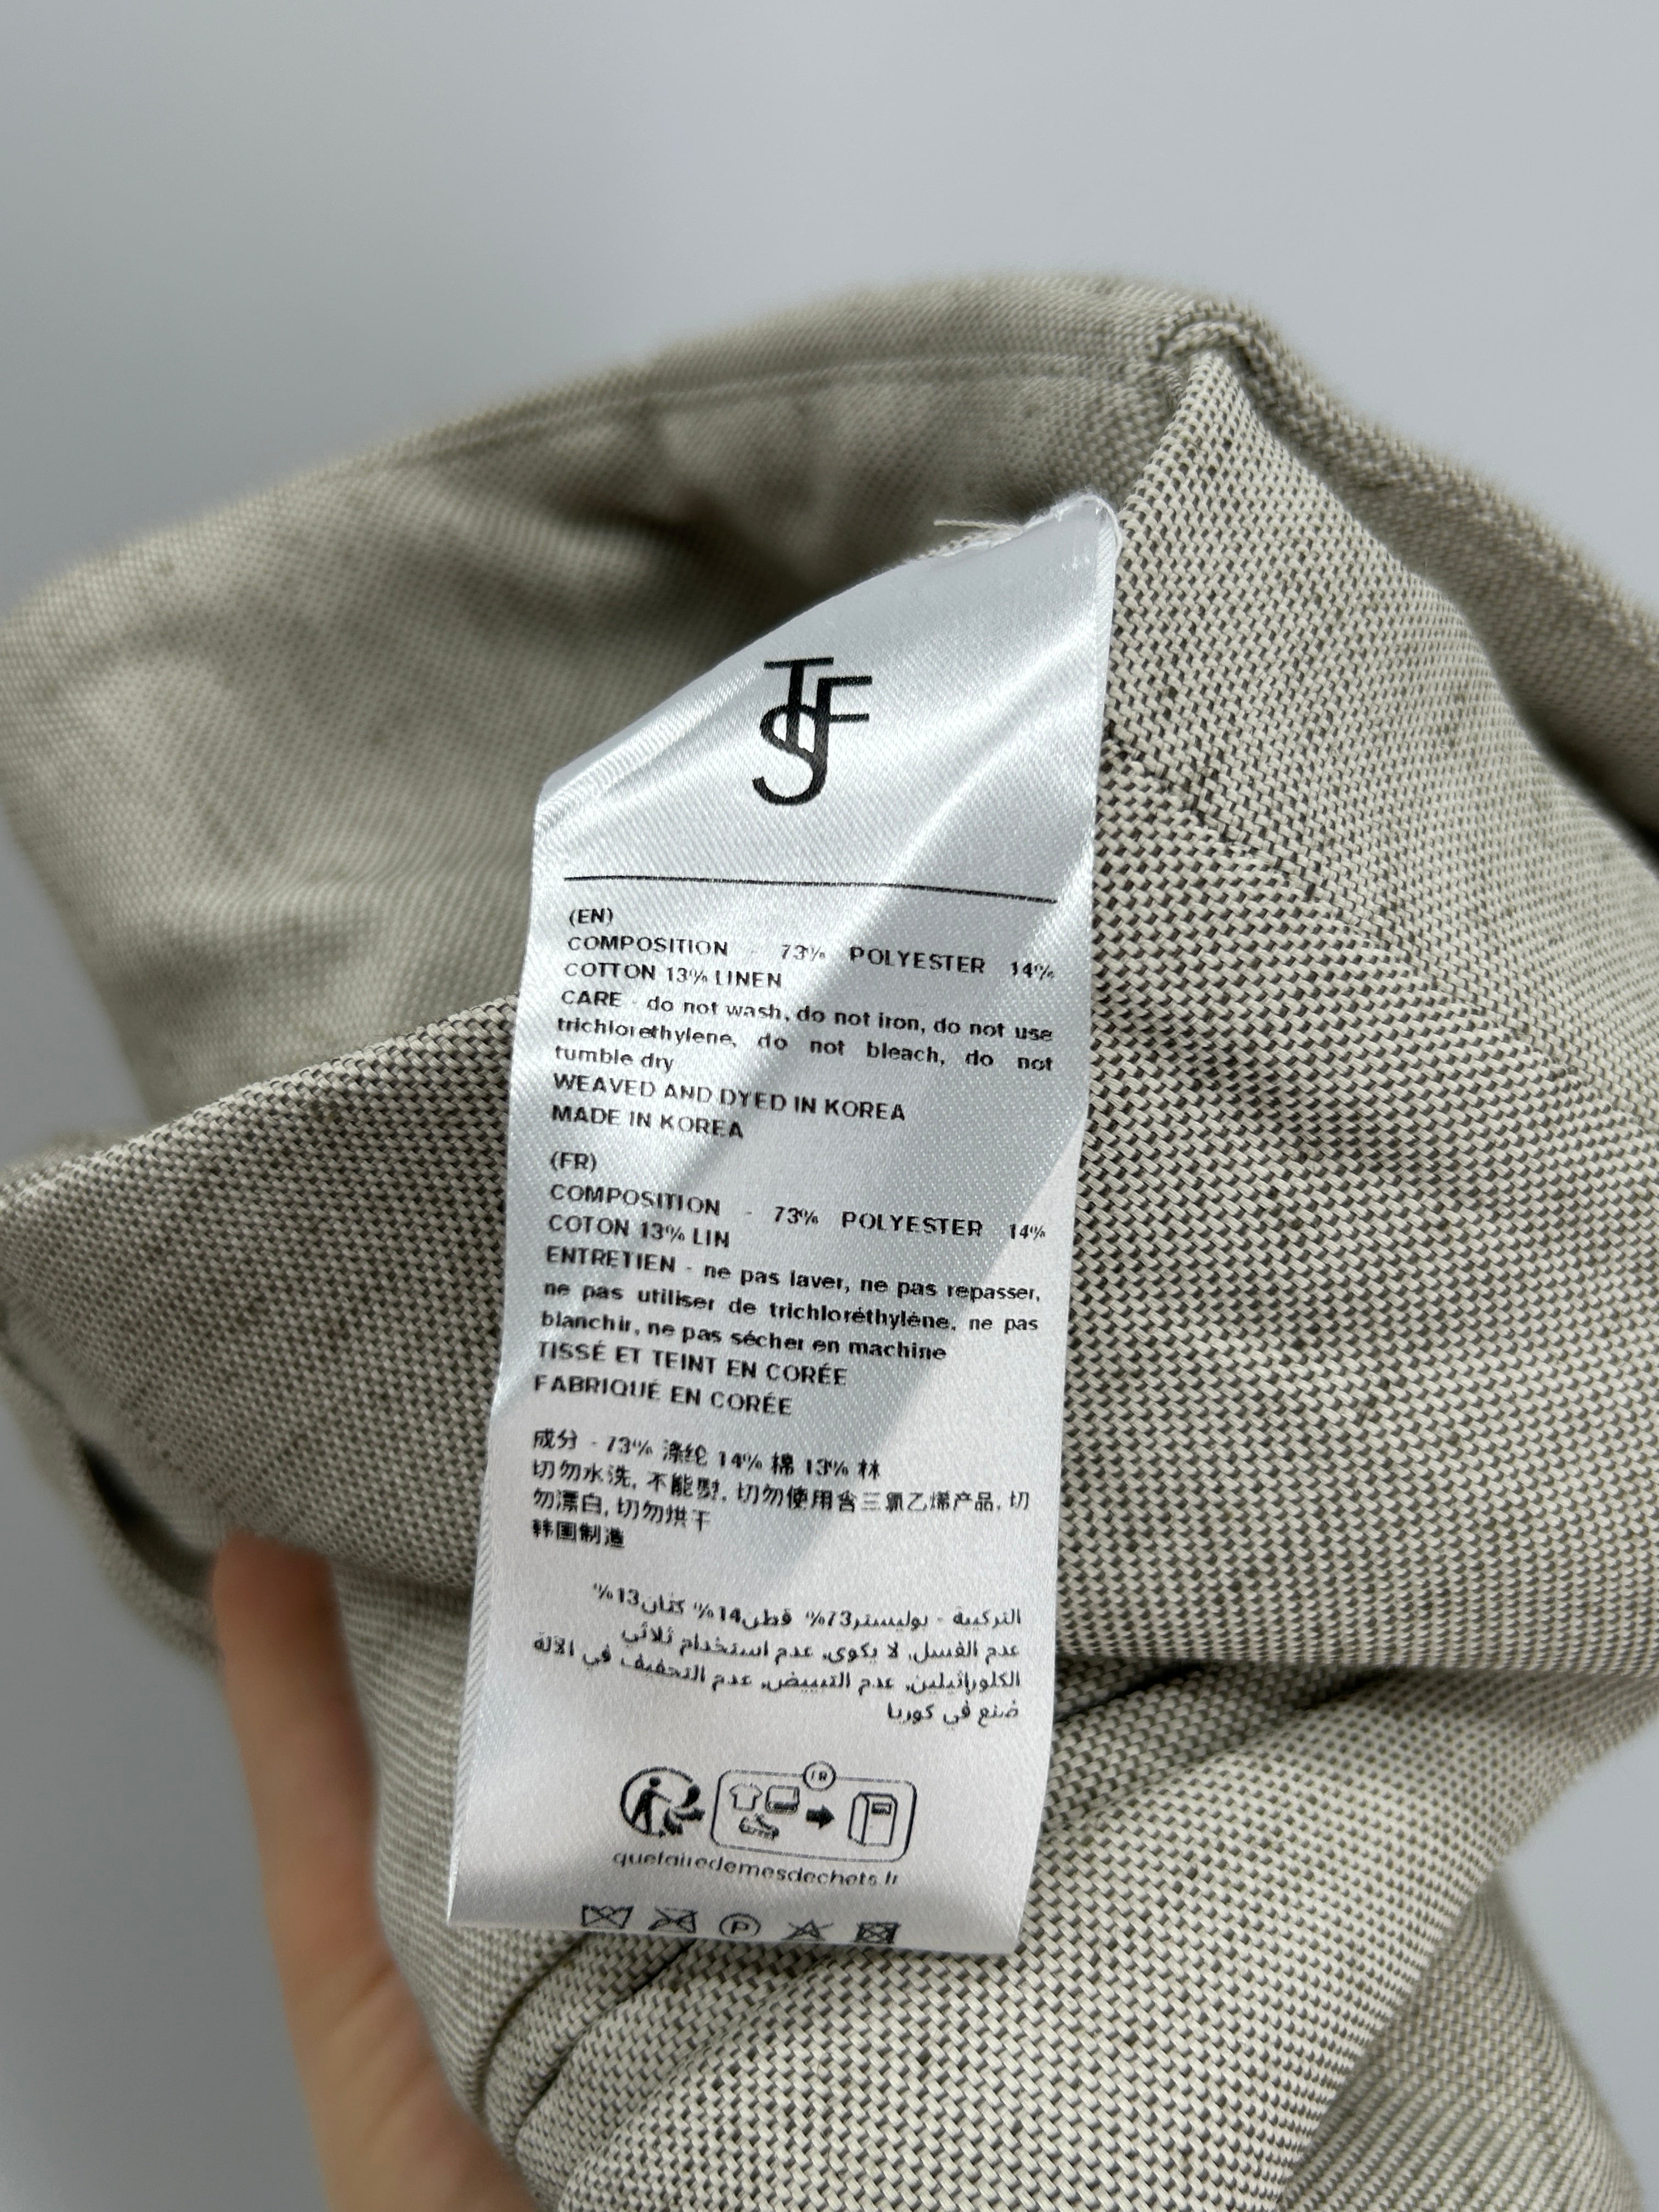 TSJF
(EN)
COMPOSITION - 73% POLYESTER 14%
COTTON 13% LINEN
CARE - do not wash, do not iron, do not use
trichlorethylene, do not bleach, do not
tumble dry
WEAVED AND DYED IN KOREA
MADE IN KOREA
(FR)
COMPOSITION - 73% POLYESTER 14%
COTON 13% LIN
ENTRETIEN - ne pas laver, ne pas repasser,
ne pas utiliser de trichloréthylène, ne pas
blanchir, ne pas sécher en machine
TISSÉ ET TEINT EN CORÉE
FABRIQUÉ EN CORÉE
成分 - 73% 涤纶 14% 棉 13% 林
切勿水洗, 不能熨, 切勿使用含三氯乙烯产品, 切
勿漂白, 切勿烘干
韩国制造
التركيبة - بوليستر73% قطن14% كتان13%
عدم الغسل, لا يكوى, عدم استخدام ثلاثي
الكلوراثيلين, عدم التبييض, عدم التجفيف في الآلة
صنع في كوريا
FR
quefairedemesdechets.fr
P